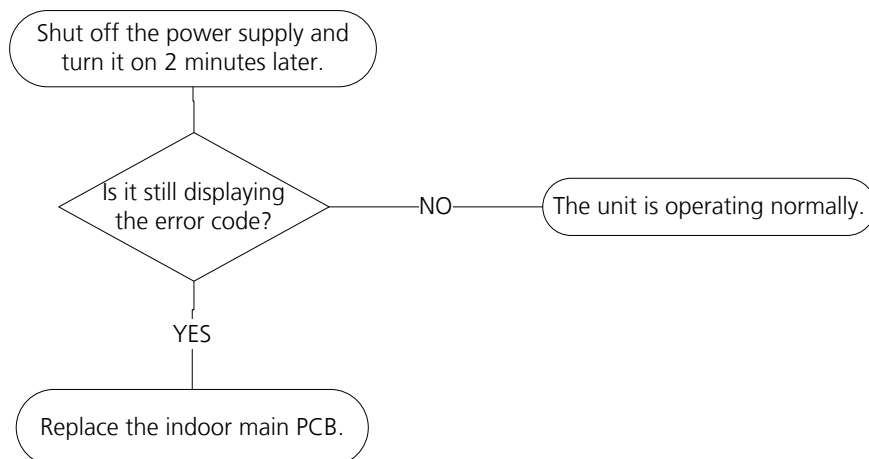 Shut off the power supply and
turn it on 2 minutes later.
Is it still displaying
the error code?
NO
The unit is operating normally.
YES
Replace the indoor main PCB.